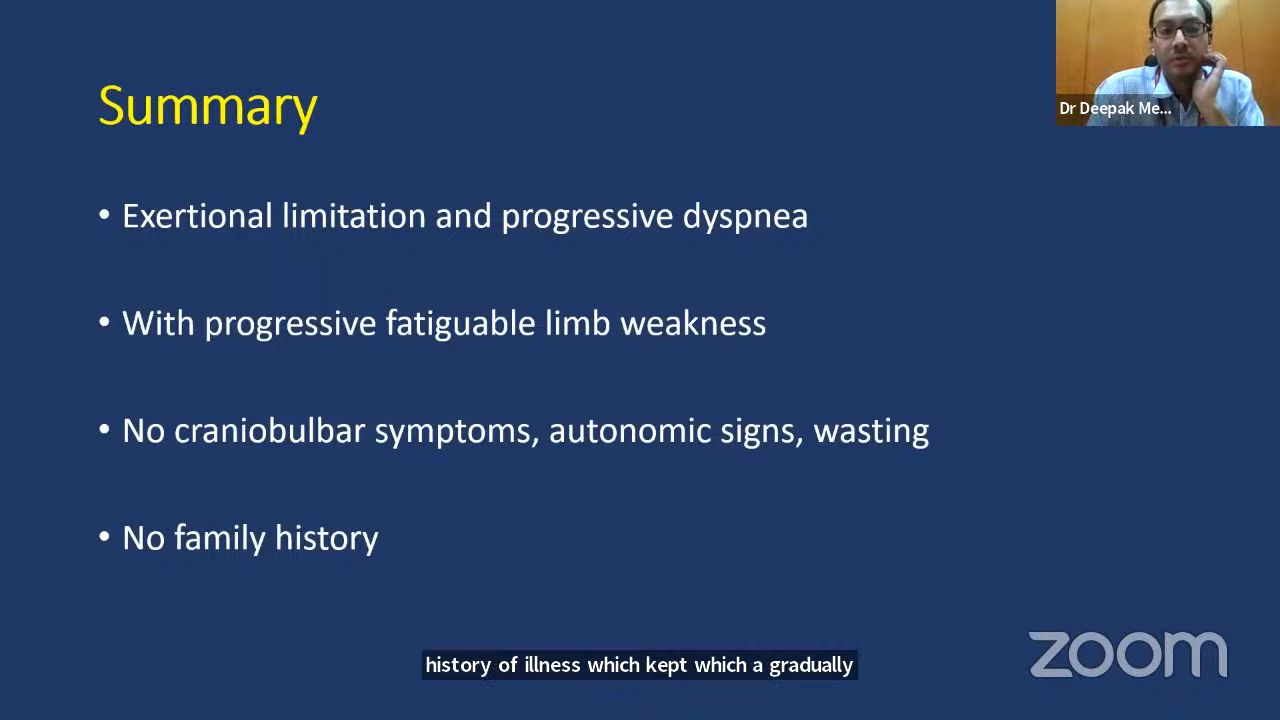 Summary
Dr Deepak Me...
• Exertional limitation and progressive dyspnea
• With progressive fatiguable limb weakness
• No craniobulbar symptoms, autonomic signs, wasting
• No family history
history of illness which kept which a gradually
zoom